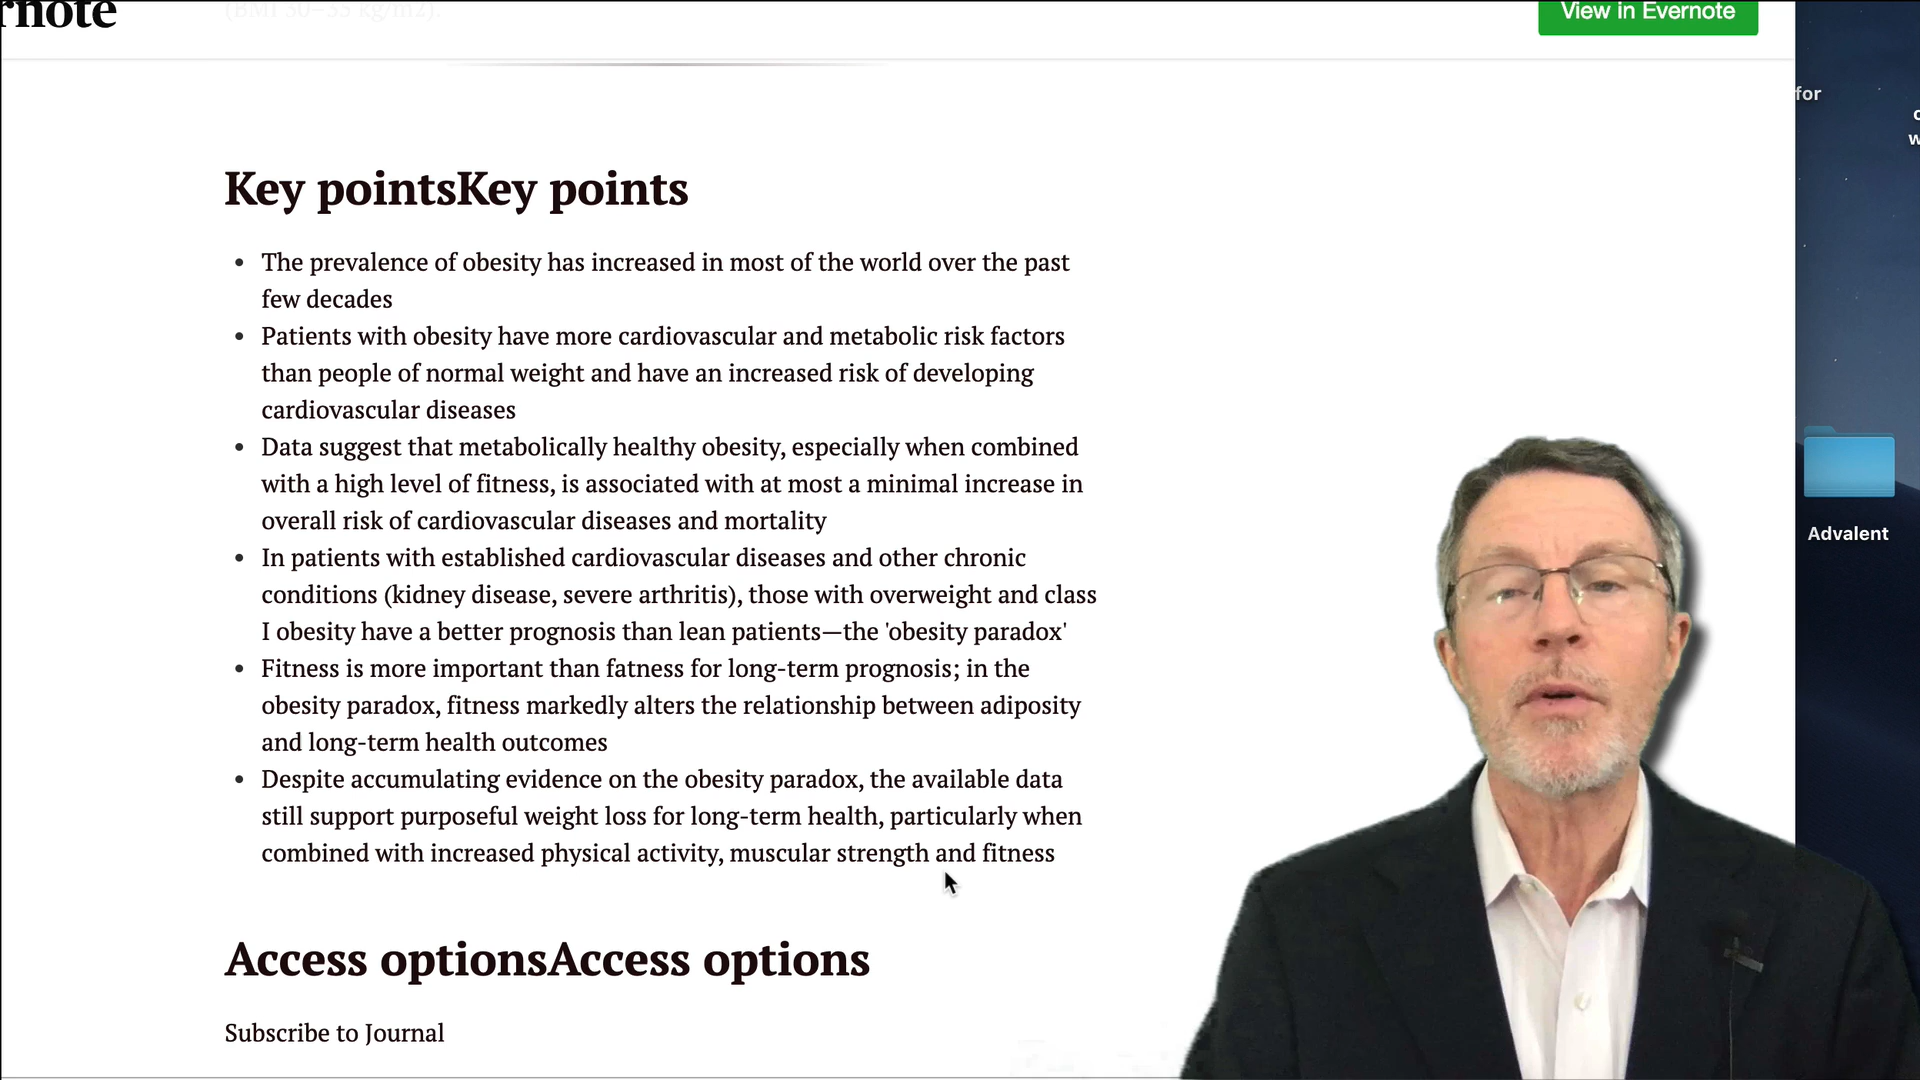 rnote
(BMI 30–35 kg/m2).
View in Evernote
for
Key pointsKey points
• The prevalence of obesity has increased in most of the world over the past
few decades
• Patients with obesity have more cardiovascular and metabolic risk factors
than people of normal weight and have an increased risk of developing
cardiovascular diseases
• Data suggest that metabolically healthy obesity, especially when combined
with a high level of fitness, is associated with at most a minimal increase in
overall risk of cardiovascular diseases and mortality
• In patients with established cardiovascular diseases and other chronic
conditions (kidney disease, severe arthritis), those with overweight and class
I obesity have a better prognosis than lean patients—the 'obesity paradox'
• Fitness is more important than fatness for long-term prognosis; in the
obesity paradox, fitness markedly alters the relationship between adiposity
and long-term health outcomes
• Despite accumulating evidence on the obesity paradox, the available data
still support purposeful weight loss for long-term health, particularly when
combined with increased physical activity, muscular strength and fitness
Advalent
Access optionsAccess options
Subscribe to Journal